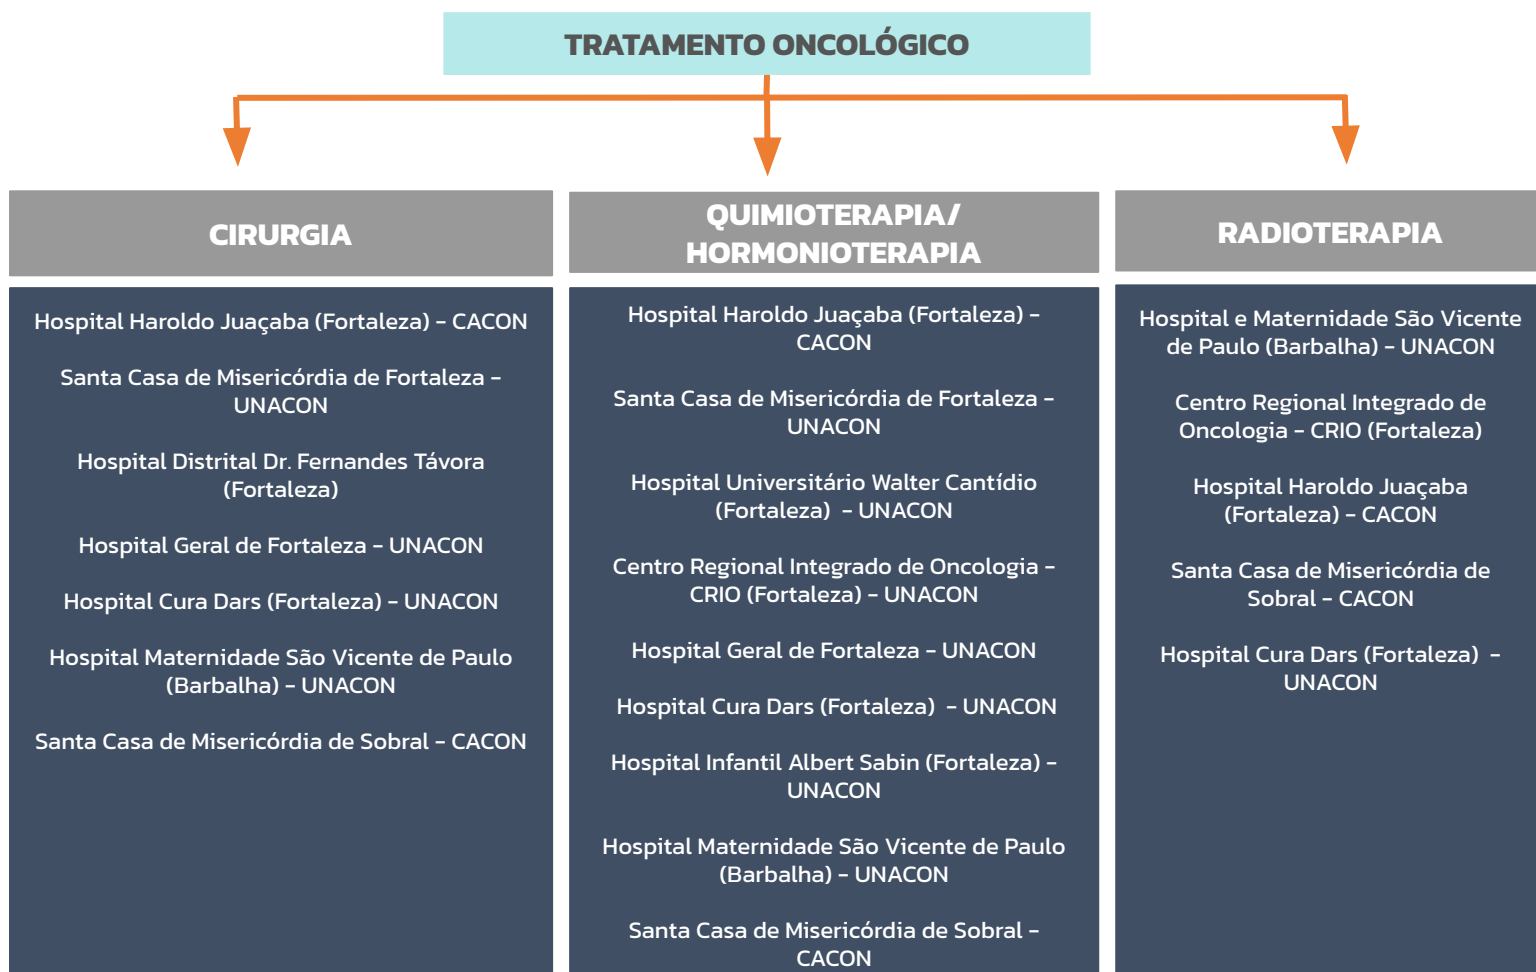 TRATAMENTO ONCOLÓGICO
CIRURGIA
Hospital Haroldo Juaçaba (Fortaleza) – CACON
Santa Casa de Misericórdia de Fortaleza –
UNACON
Hospital Distrital Dr. Fernandes Távora
(Fortaleza)
Hospital Geral de Fortaleza – UNACON
Hospital Cura Dars (Fortaleza) – UNACON
Hospital Maternidade São Vicente de Paulo
(Barbalha) – UNACON
Santa Casa de Misericórdia de Sobral – CACON
QUIMIOTERAPIA/
HORMONIOTERAPIA
Hospital Haroldo Juaçaba (Fortaleza) –
CACON
Santa Casa de Misericórdia de Fortaleza –
UNACON
Hospital Universitário Walter Cantídio
(Fortaleza) – UNACON
Centro Regional Integrado de Oncologia –
CRIO (Fortaleza) – UNACON
Hospital Geral de Fortaleza – UNACON
Hospital Cura Dars (Fortaleza) – UNACON
Hospital Infantil Albert Sabin (Fortaleza) –
UNACON
Hospital Maternidade São Vicente de Paulo
(Barbalha) – UNACON
Santa Casa de Misericórdia de Sobral –
CACON
RADIOTERAPIA
Hospital e Maternidade São Vicente
de Paulo (Barbalha) – UNACON
Centro Regional Integrado de
Oncologia – CRIO (Fortaleza)
Hospital Haroldo Juaçaba
(Fortaleza) – CACON
Santa Casa de Misericórdia de
Sobral – CACON
Hospital Cura Dars (Fortaleza) –
UNACON